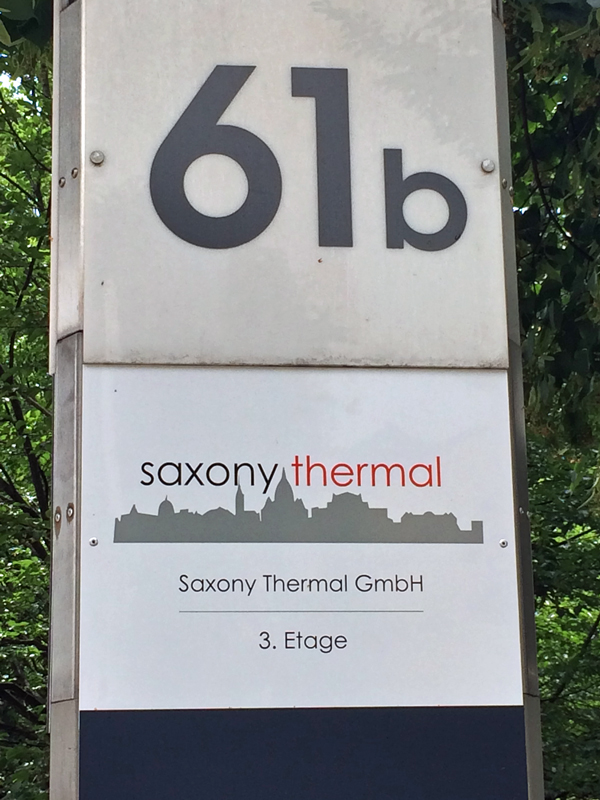 61b
saxony thermal
Saxony Thermal GmbH
3. Etage